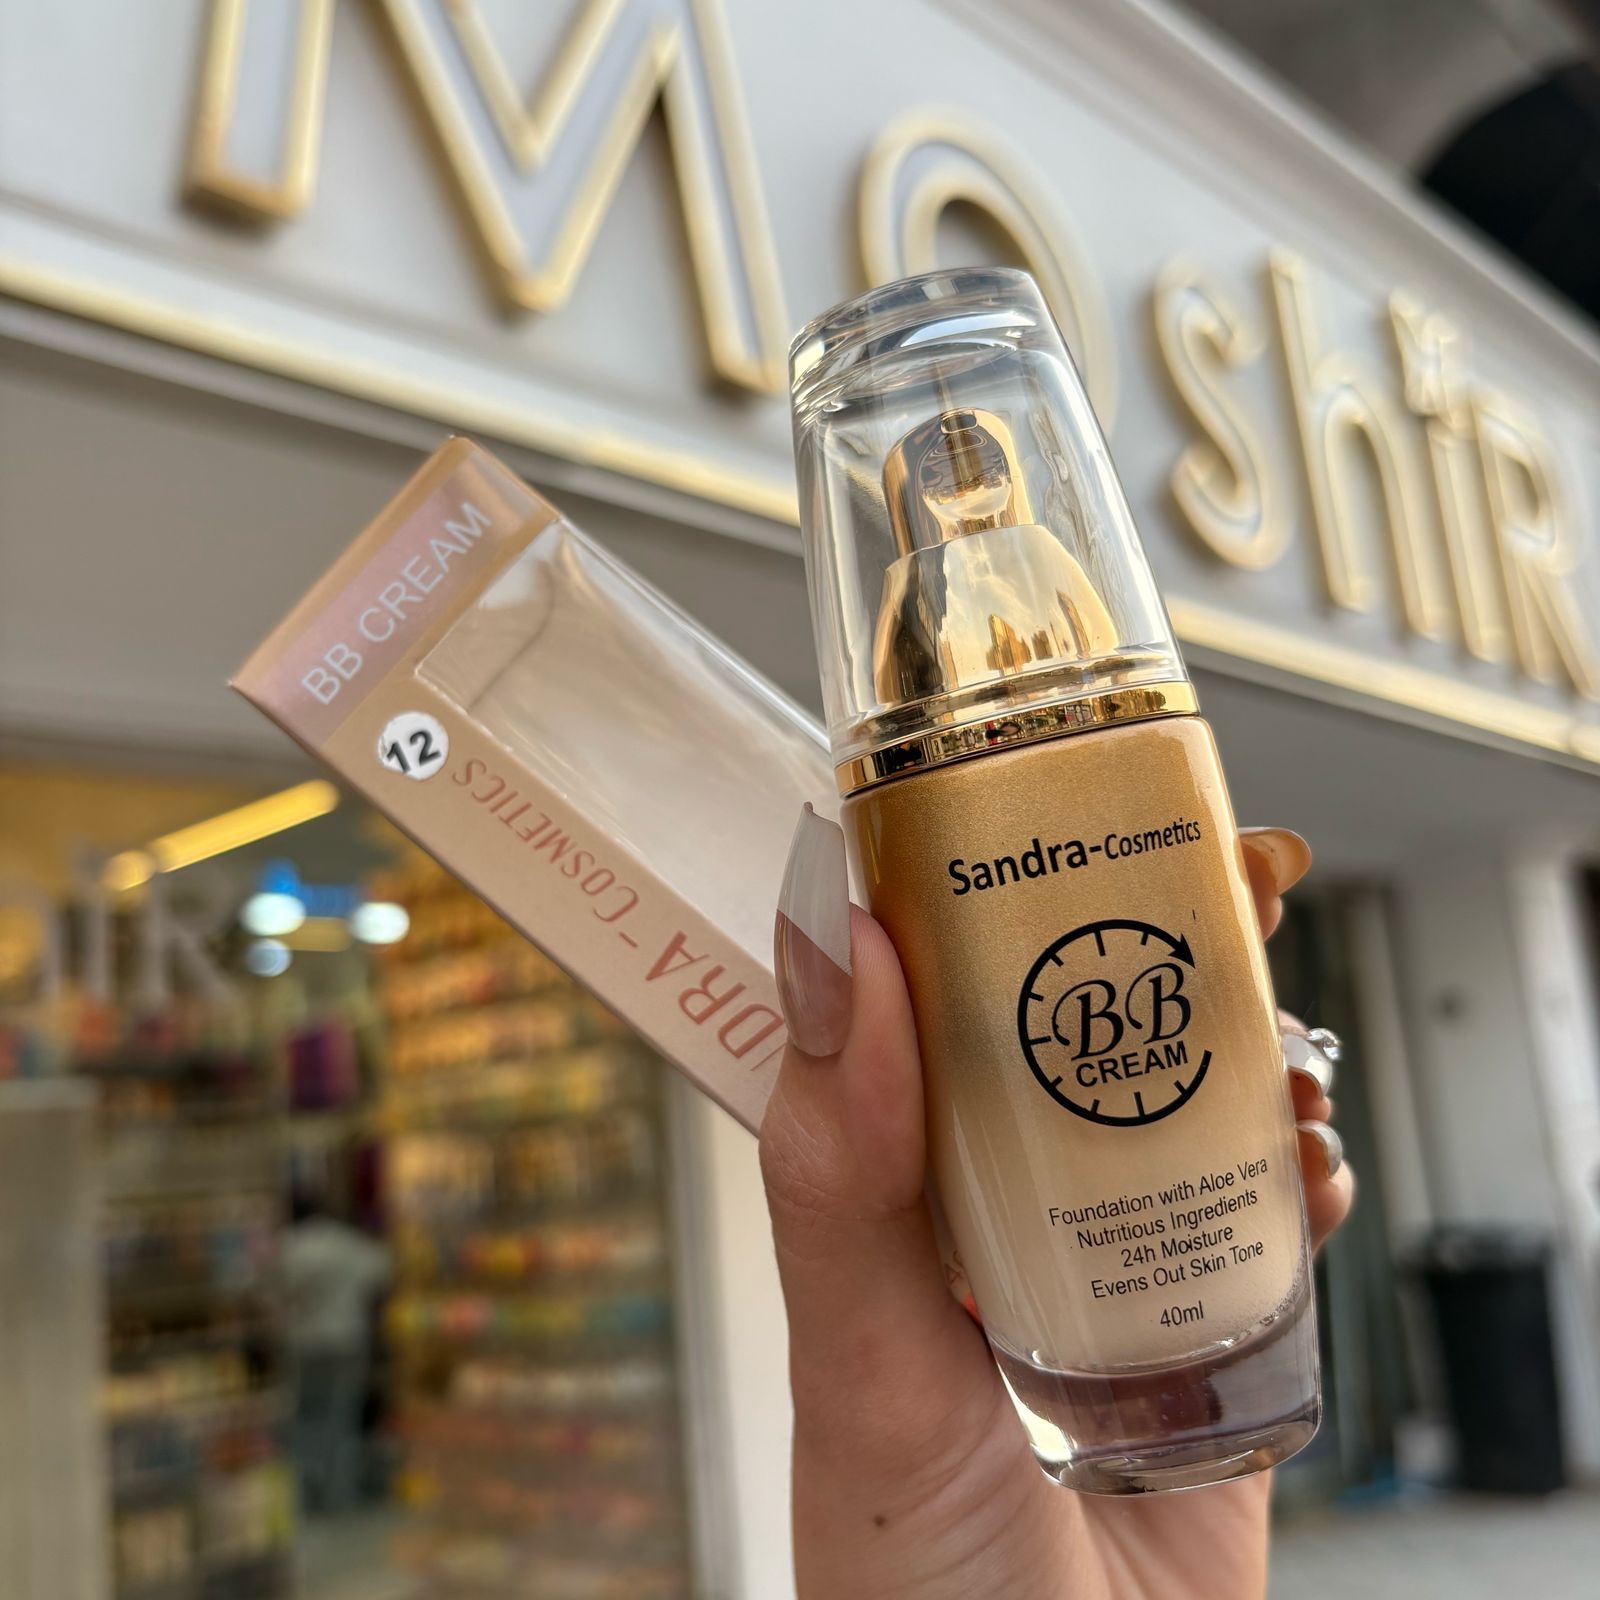 MoshiR
BB CREAM
12
NDRA - COSMETICS
Sandra-Cosmetics
BB
CREAM
Foundation with Aloe Vera
Nutritious Ingredients
24h Moisture
Evens Out Skin Tone
40ml